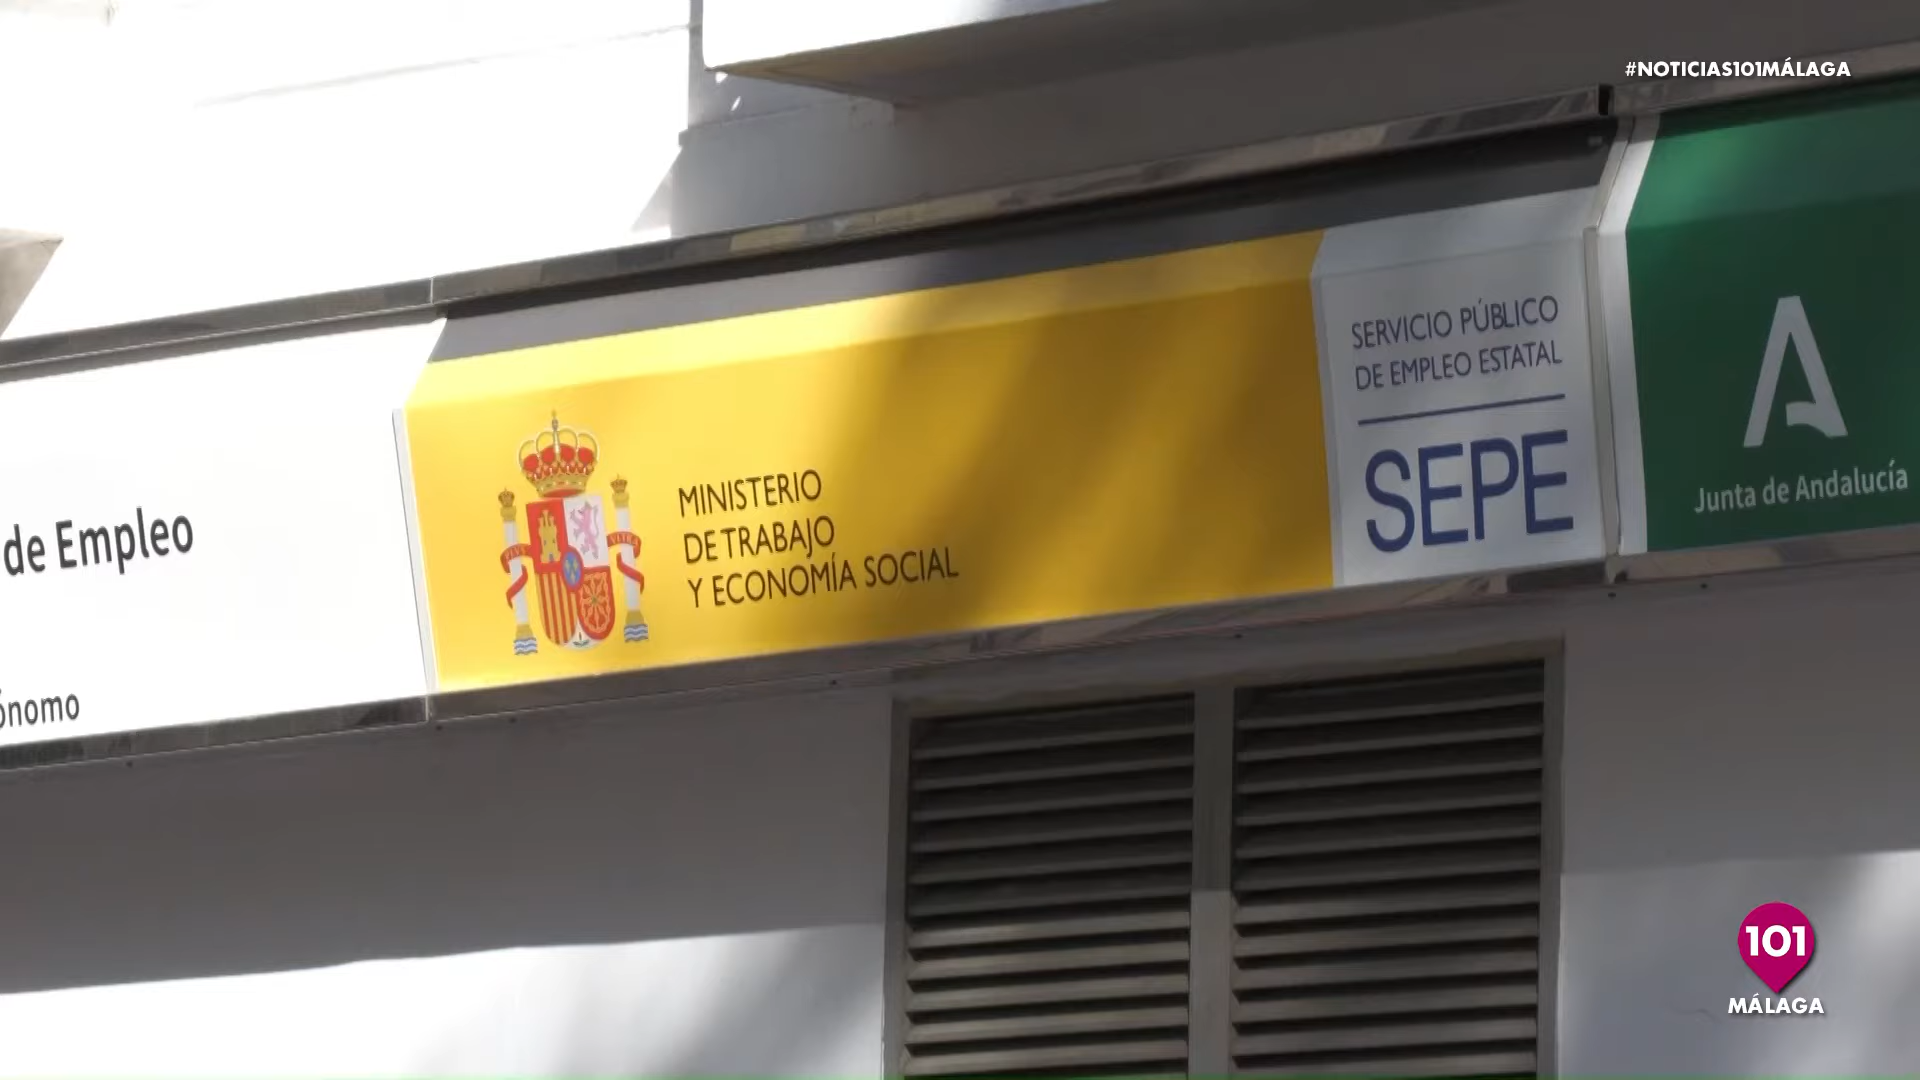 #NOTICIAS101MÁLAGA
de Empleo
ónomo
MINISTERIO
DE TRABAJO
Y ECONOMÍA SOCIAL
SERVICIO PÚBLICO
DE EMPLEO ESTATAL
SEPE
Junta de Andalucía
101
MÁLAGA